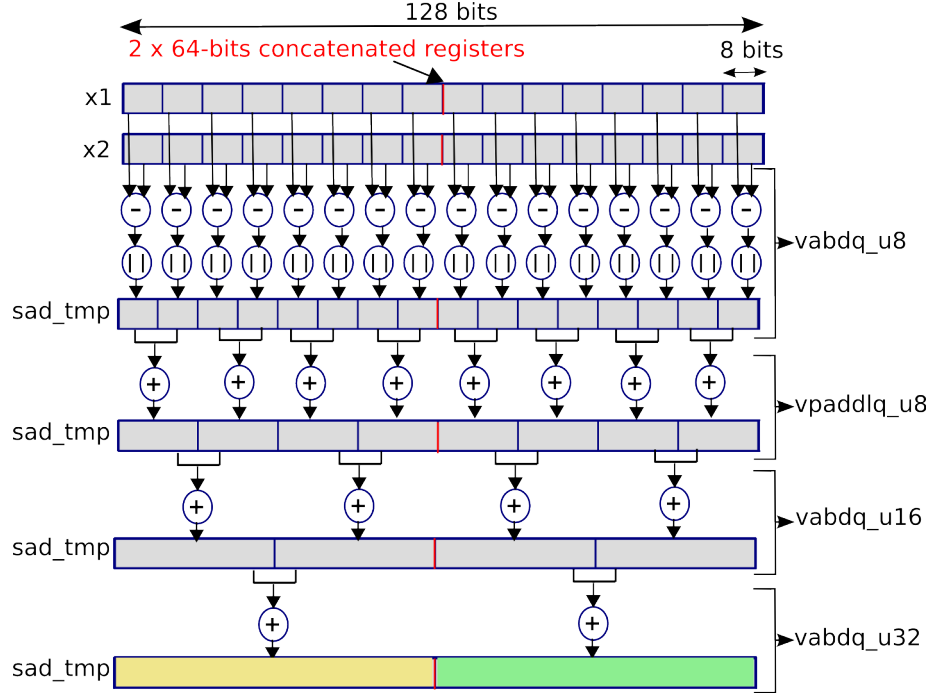 128 bits
2 x 64-bits concatenated registers
8 bits
x1
x2
- - - - - - - - - - - - - - - -
|| || || || || || || || || || || || || || || ||
vabdq_u8
sad_tmp
+ + + + + + + +
vpaddlq_u8
sad_tmp
+ + + +
vabdq_u16
sad_tmp
+ +
vabdq_u32
sad_tmp